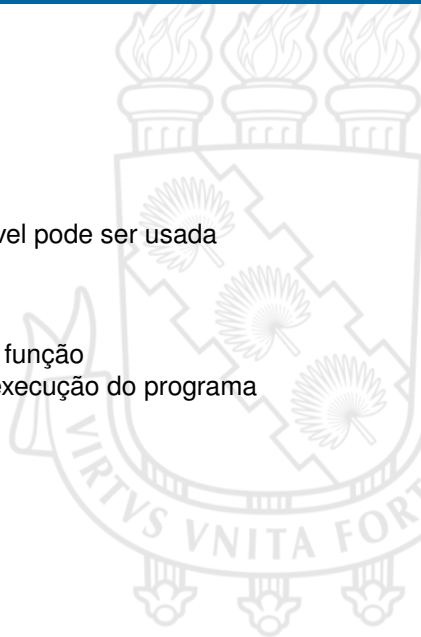 vel pode ser usada
função
execução do programa
VIRTVS VNITA FOR